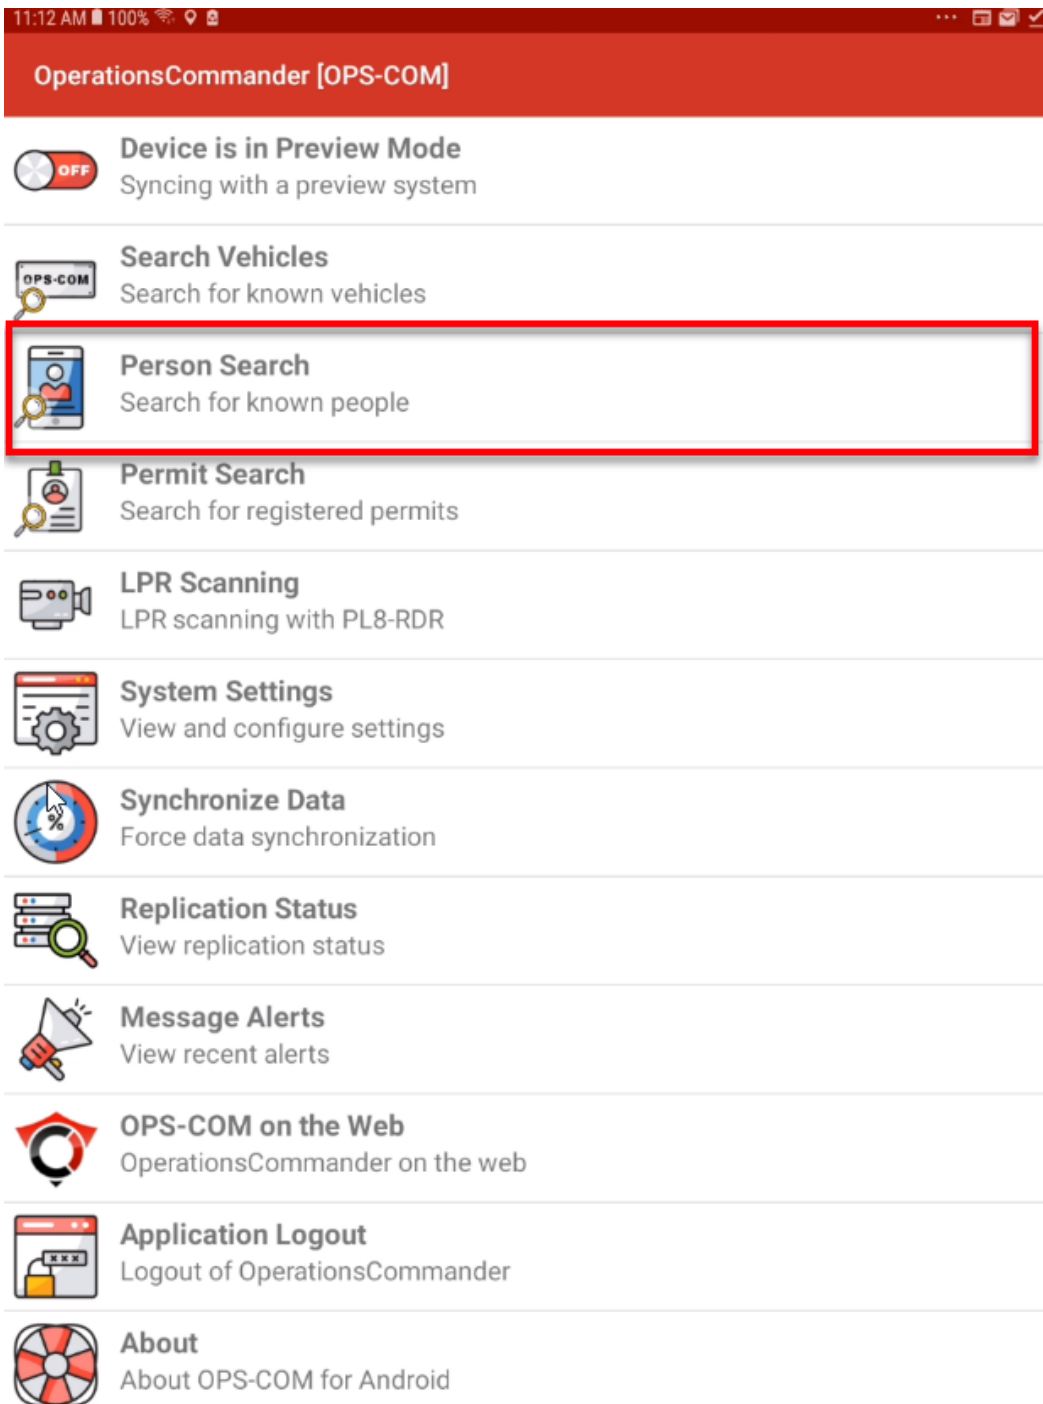 11:12 AM 100%
OperationsCommander [OPS-COM]
Device is in Preview Mode
OFF
Syncing with a preview system
Search Vehicles
OPS-COM
Search for known vehicles
Person Search
Search for known people
Permit Search
Search for registered permits
LPR Scanning
LPR scanning with PL8-RDR
System Settings
View and configure settings
Synchronize Data
%
Force data synchronization
Replication Status
View replication status
Message Alerts
View recent alerts
OPS-COM on the Web
OperationsCommander on the web
Application Logout
xxx
Logout of OperationsCommander
About
About OPS-COM for Android